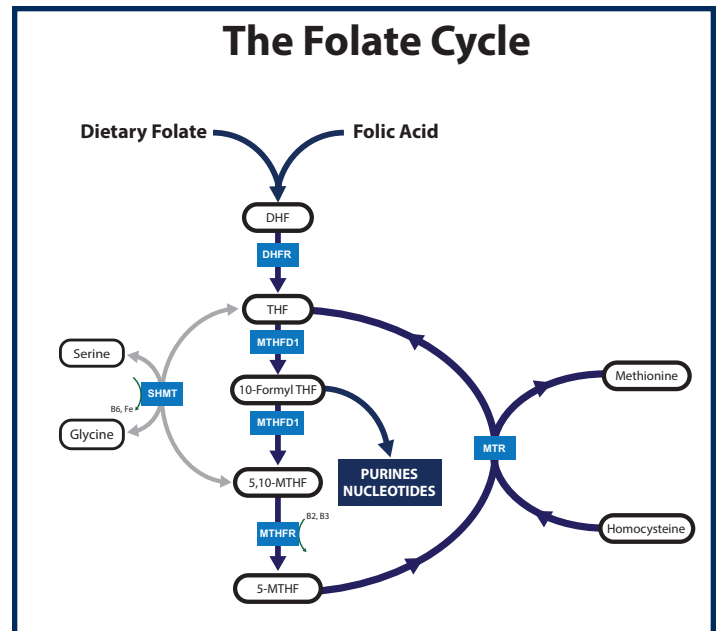 The Folate Cycle
Dietary Folate
Folic Acid
DHF
DHFR
THF
MTHFD1
Serine
SHMT
B6, Fe
Glycine
10-Formyl THF
MTHFD1
PURINES
NUCLEOTIDES
5,10-MTHF
MTHFR
B2, B3
5-MTHF
Methionine
MTR
Homocysteine